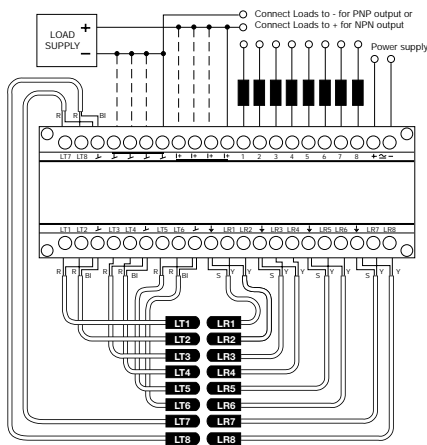 Connect Loads to - for PNP output or
Connect Loads to + for NPN output
LOAD
SUPPLY
+
−
Power supply
R R BI
LT7 LT8 I+ I+ I+ I+ 1 2 3 4 5 6 7 8 + ≃ −
LT1 LT2 LT3 LT4 LT5 LT6 LR1 LR2 LR3 LR4 LR5 LR6 LR7 LR8
R R BI R R BI R R BI S Y Y S Y Y S Y Y S Y Y
LT1 LR1
LT2 LR2
LT3 LR3
LT4 LR4
LT5 LR5
LT6 LR6
LT7 LR7
LT8 LR8